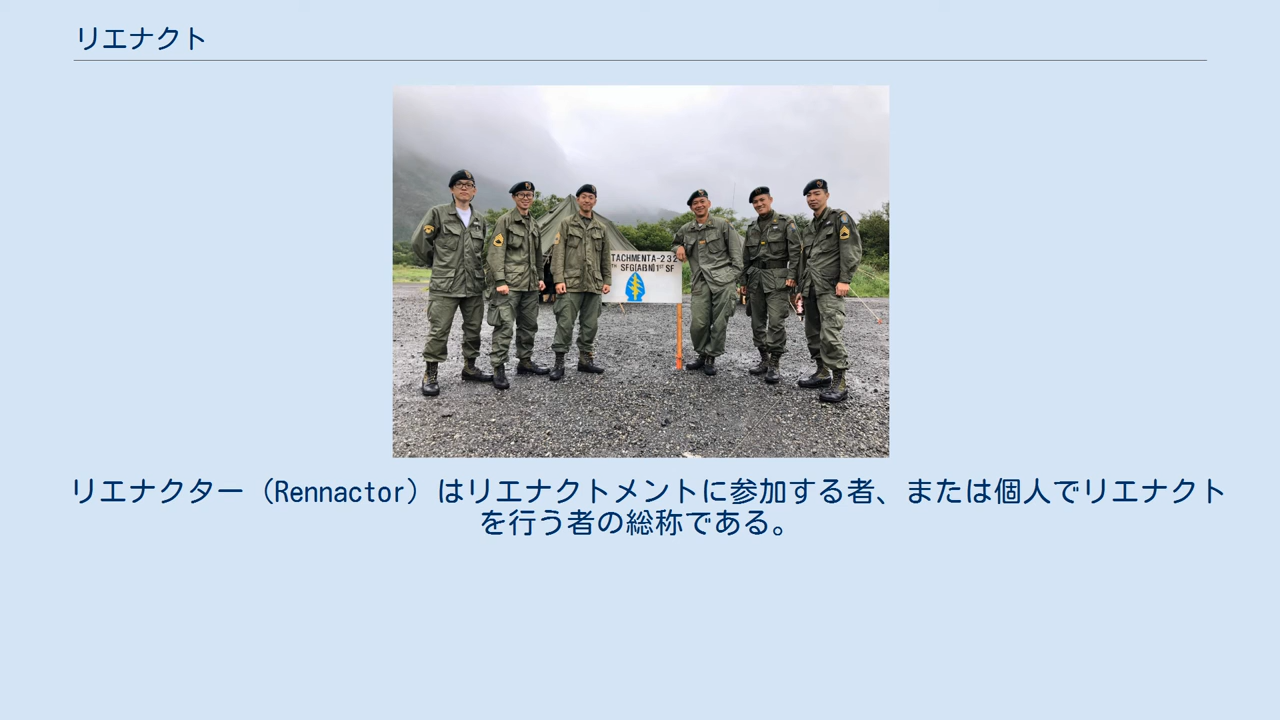 リエナクト
TACHMENTA-232
TH SFG(ABN)1ST SF
リエナクター（Rennactor）はリエナクトメントに参加する者、または個人でリエナクト
を行う者の総称である。